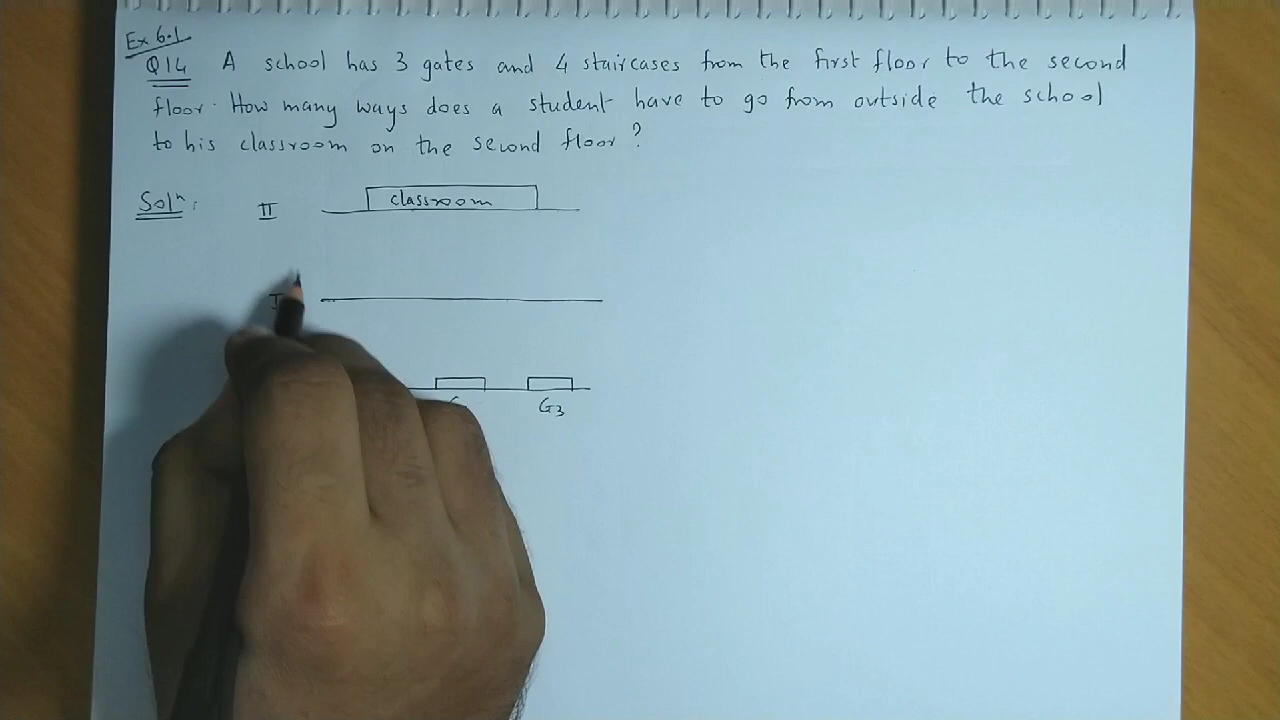 Ex 6.1
Q14 A school has 3 gates and 4 staircases from the first floor to the second
floor. How many ways does a student have to go from outside the school
to his classroom on the second floor?
Solⁿ: II classroom
G3